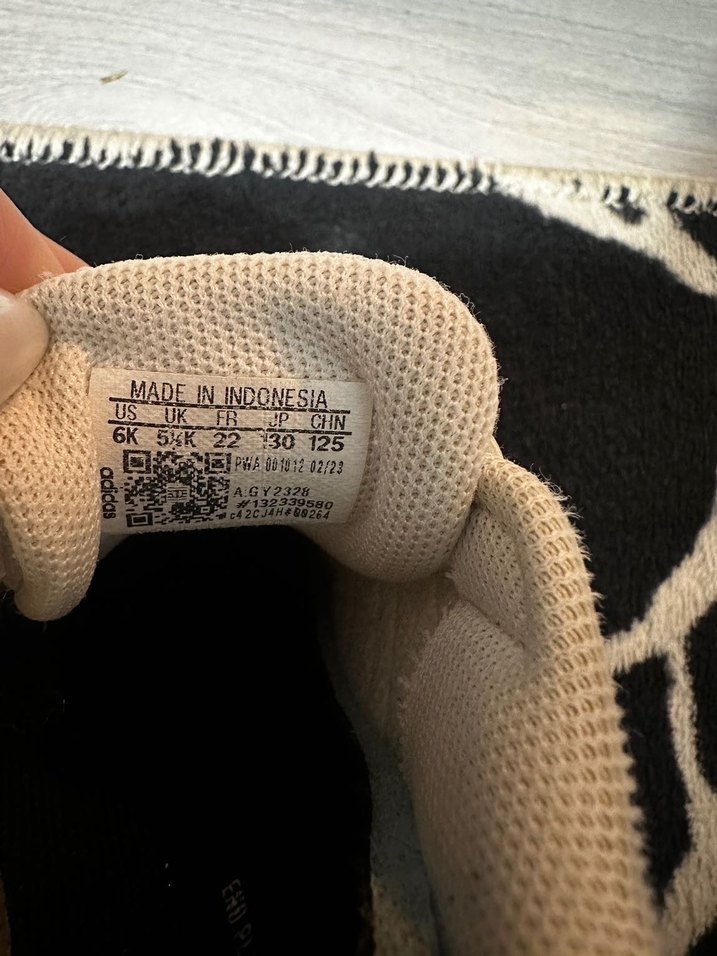 MADE IN INDONESIA
US UK FR JP CHN
6K 5½K 22 130 125
PWA 001012 02/23
A.GY2328
#132339580
c42CJ4H#00264
adidas